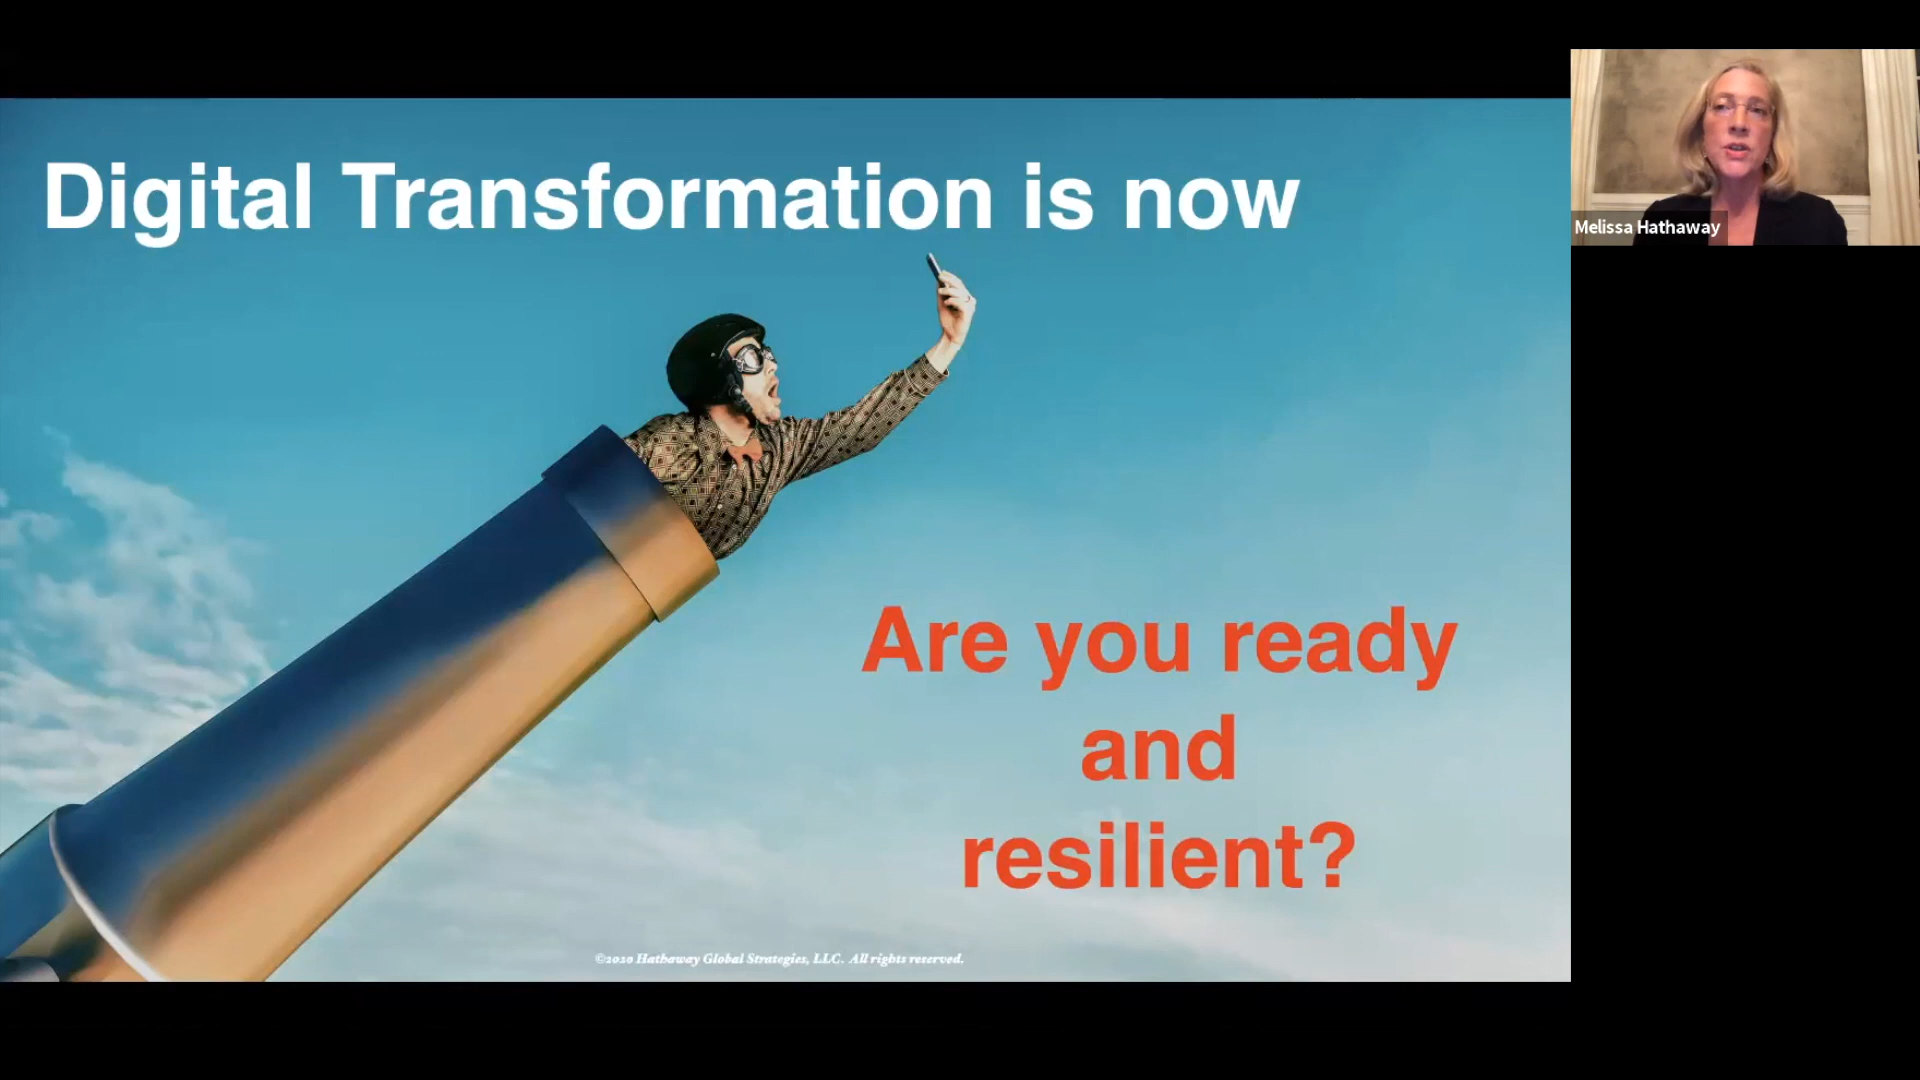 Digital Transformation is now
Melissa Hathaway
Are you ready
and
resilient?
©2020 Hathaway Global Strategies, LLC. All rights reserved.